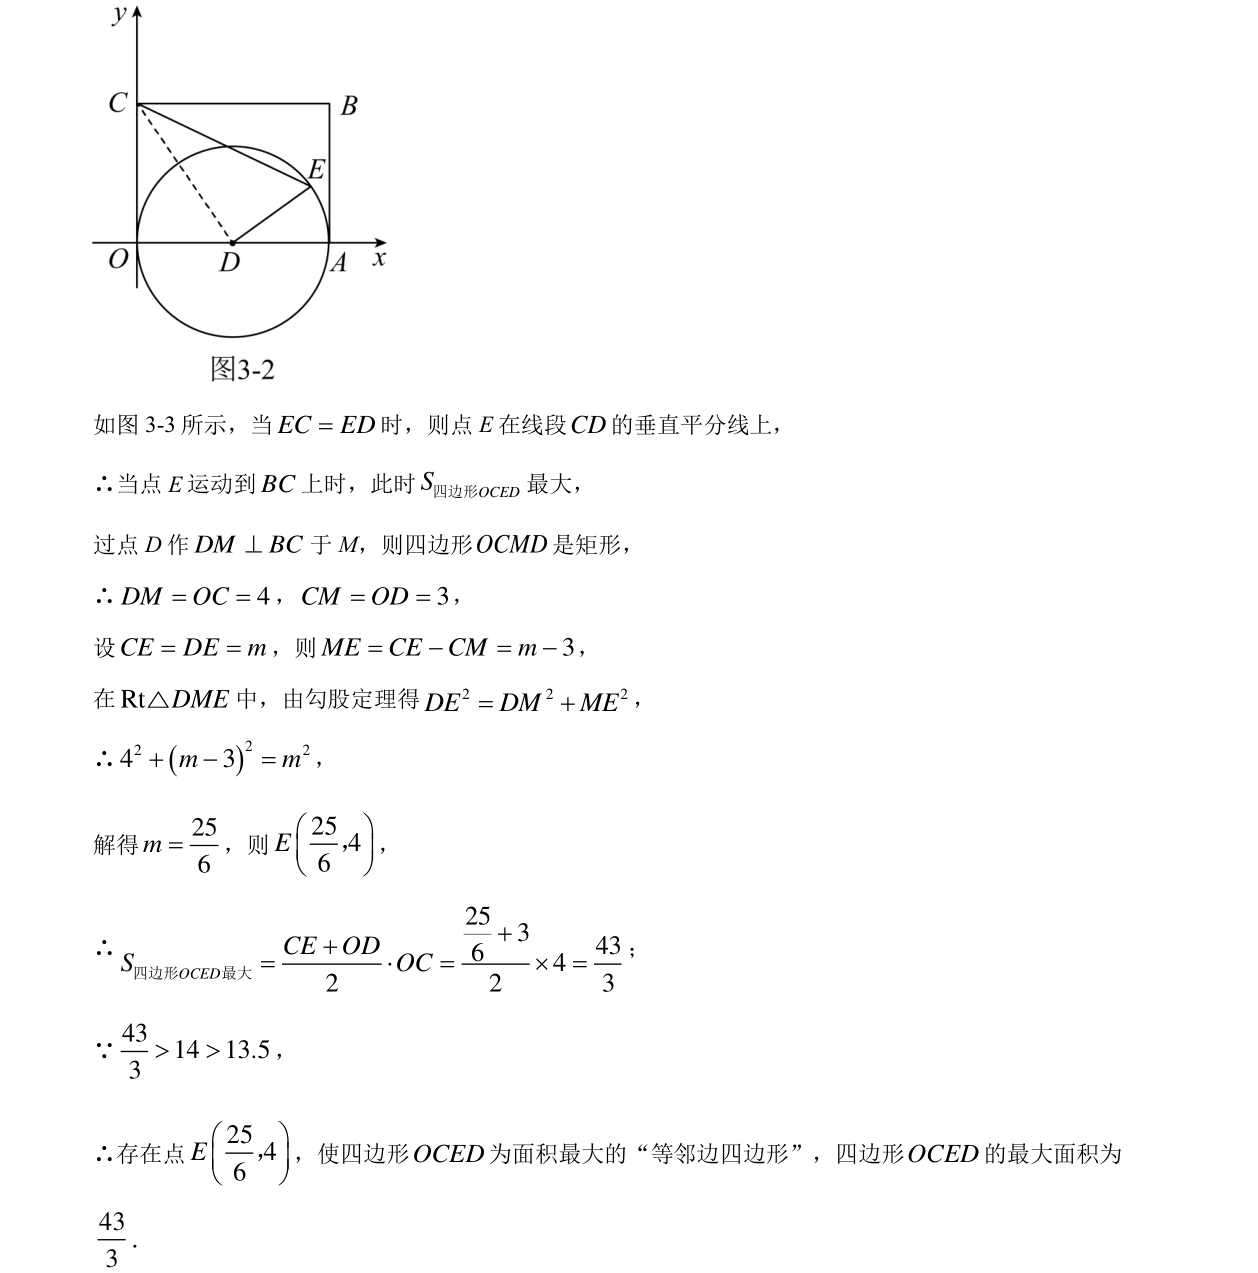 y
C
B
E
O
D
A
x
图3-2
如图 3-3 所示，当 EC = ED 时，则点 E 在线段 CD 的垂直平分线上，
∴当点 E 运动到 BC 上时，此时 S四边形OCED 最大，
过点 D 作 DM ⊥ BC 于 M，则四边形 OCMD 是矩形，
∴ DM = OC = 4，CM = OD = 3，
设 CE = DE = m，则 ME = CE − CM = m − 3，
在 Rt△DME 中，由勾股定理得 DE² = DM² + ME²，
∴ 4² + (m − 3)² = m²，
解得 m = 25/6，则 E(25/6,4)，
∴ S四边形OCED最大 = (CE + OD)/2 · OC = (25/6 + 3)/2 × 4 = 43/3；
∵ 43/3 > 14 > 13.5，
∴存在点 E(25/6,4)，使四边形 OCED 为面积最大的“等邻边四边形”，四边形 OCED 的最大面积为
43/3．